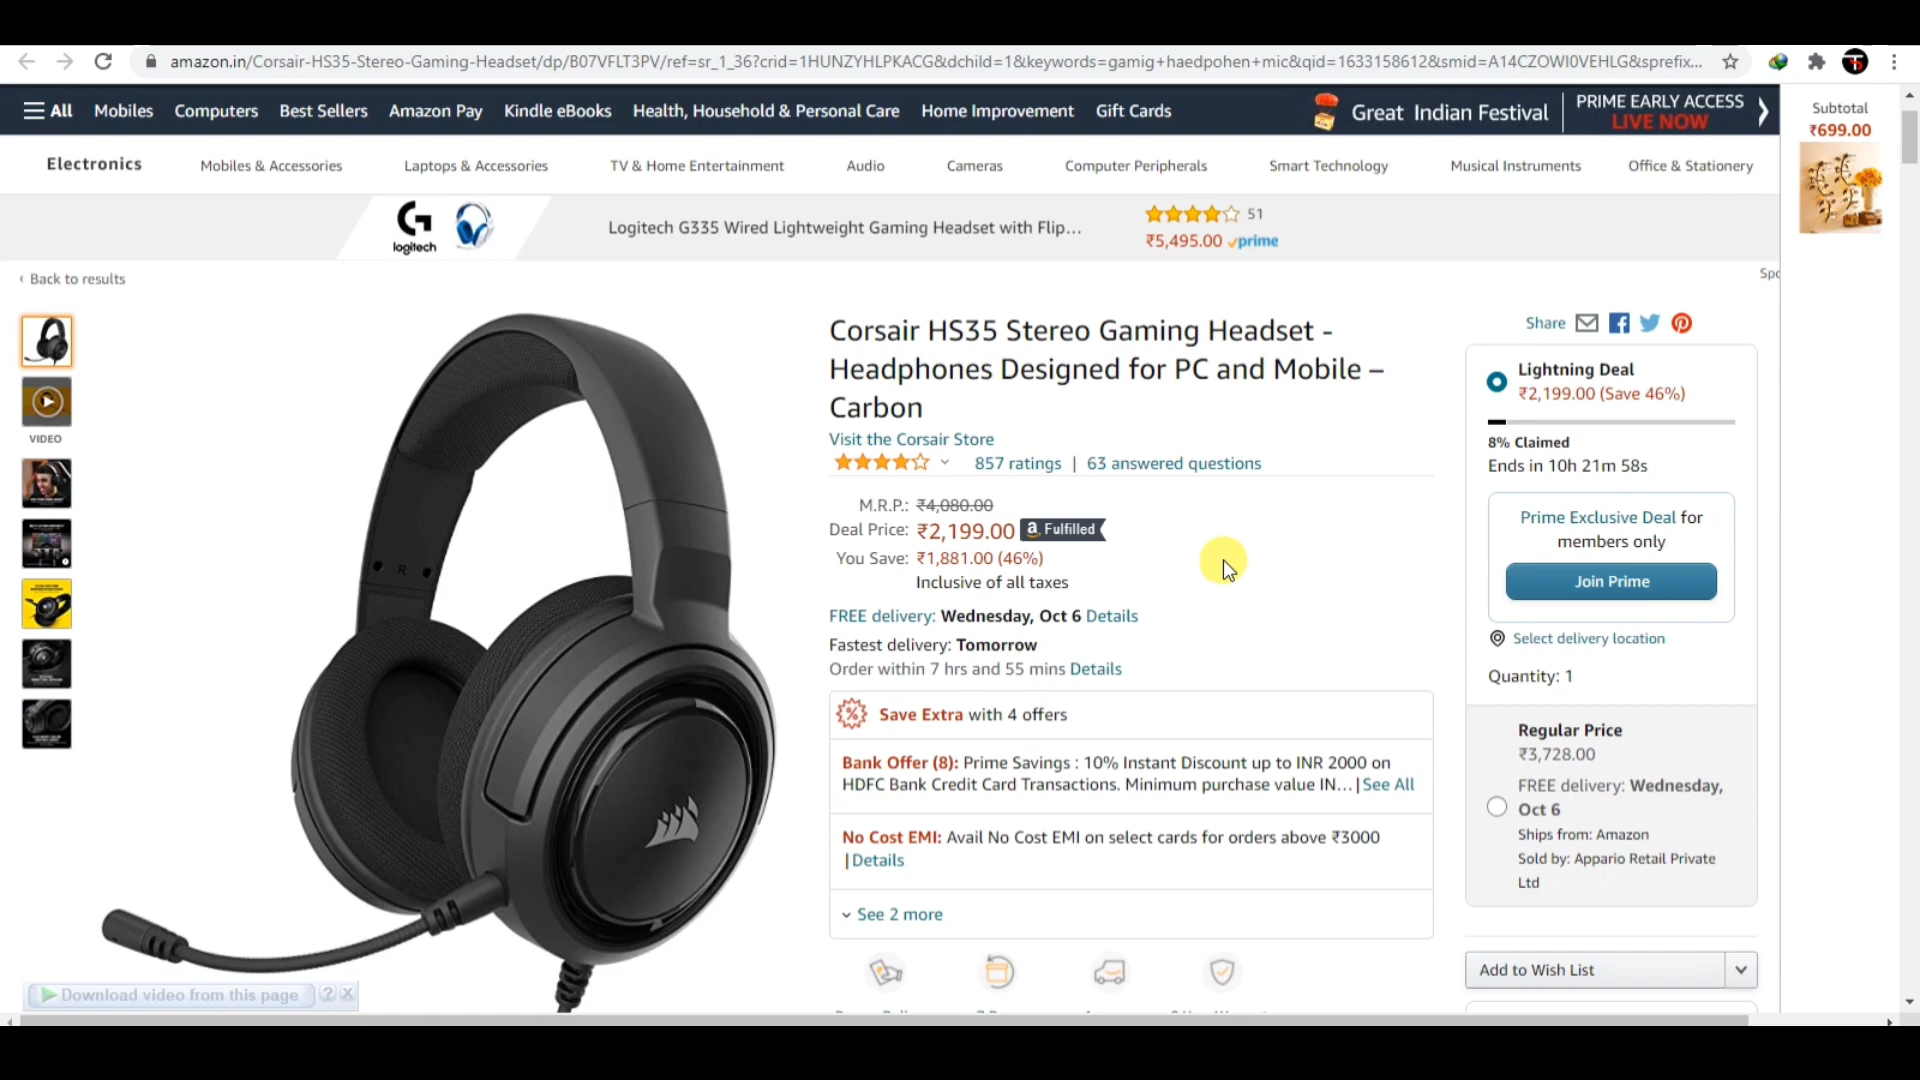 amazon.in/Corsair-HS35-Stereo-Gaming-Headset/dp/B07VFLT3PV/ref=sr_1_36?crid=1HUNZYHLPKACG&dchild=1&keywords=gamig+haedpohen+mic&qid=1633158612&smid=A14CZOWI0VEHLG&sprefix...
All Mobiles Computers Best Sellers Amazon Pay Kindle eBooks Health, Household & Personal Care Home Improvement Gift Cards
Great Indian Festival
PRIME EARLY ACCESS
LIVE NOW
Subtotal
₹699.00
Electronics Mobiles & Accessories Laptops & Accessories TV & Home Entertainment Audio Cameras Computer Peripherals Smart Technology Musical Instruments Office & Stationery
logitech
Logitech G335 Wired Lightweight Gaming Headset with Flip...
51
₹5,495.00 prime
‹ Back to results
Spo
VIDEO
R
Corsair HS35 Stereo Gaming Headset -
Headphones Designed for PC and Mobile –
Carbon
Visit the Corsair Store
857 ratings | 63 answered questions
M.R.P.: ₹4,080.00
Deal Price: ₹2,199.00 a Fulfilled
You Save: ₹1,881.00 (46%)
Inclusive of all taxes
FREE delivery: Wednesday, Oct 6 Details
Fastest delivery: Tomorrow
Order within 7 hrs and 55 mins Details
Save Extra with 4 offers
Bank Offer (8): Prime Savings : 10% Instant Discount up to INR 2000 on
HDFC Bank Credit Card Transactions. Minimum purchase value IN... | See All
No Cost EMI: Avail No Cost EMI on select cards for orders above ₹3000
| Details
See 2 more
Share
Lightning Deal
₹2,199.00 (Save 46%)
8% Claimed
Ends in 10h 21m 58s
Prime Exclusive Deal for
members only
Join Prime
Select delivery location
Quantity: 1
Regular Price
₹3,728.00
FREE delivery: Wednesday,
Oct 6
Ships from: Amazon
Sold by: Appario Retail Private
Ltd
Add to Wish List
Download video from this page ? X